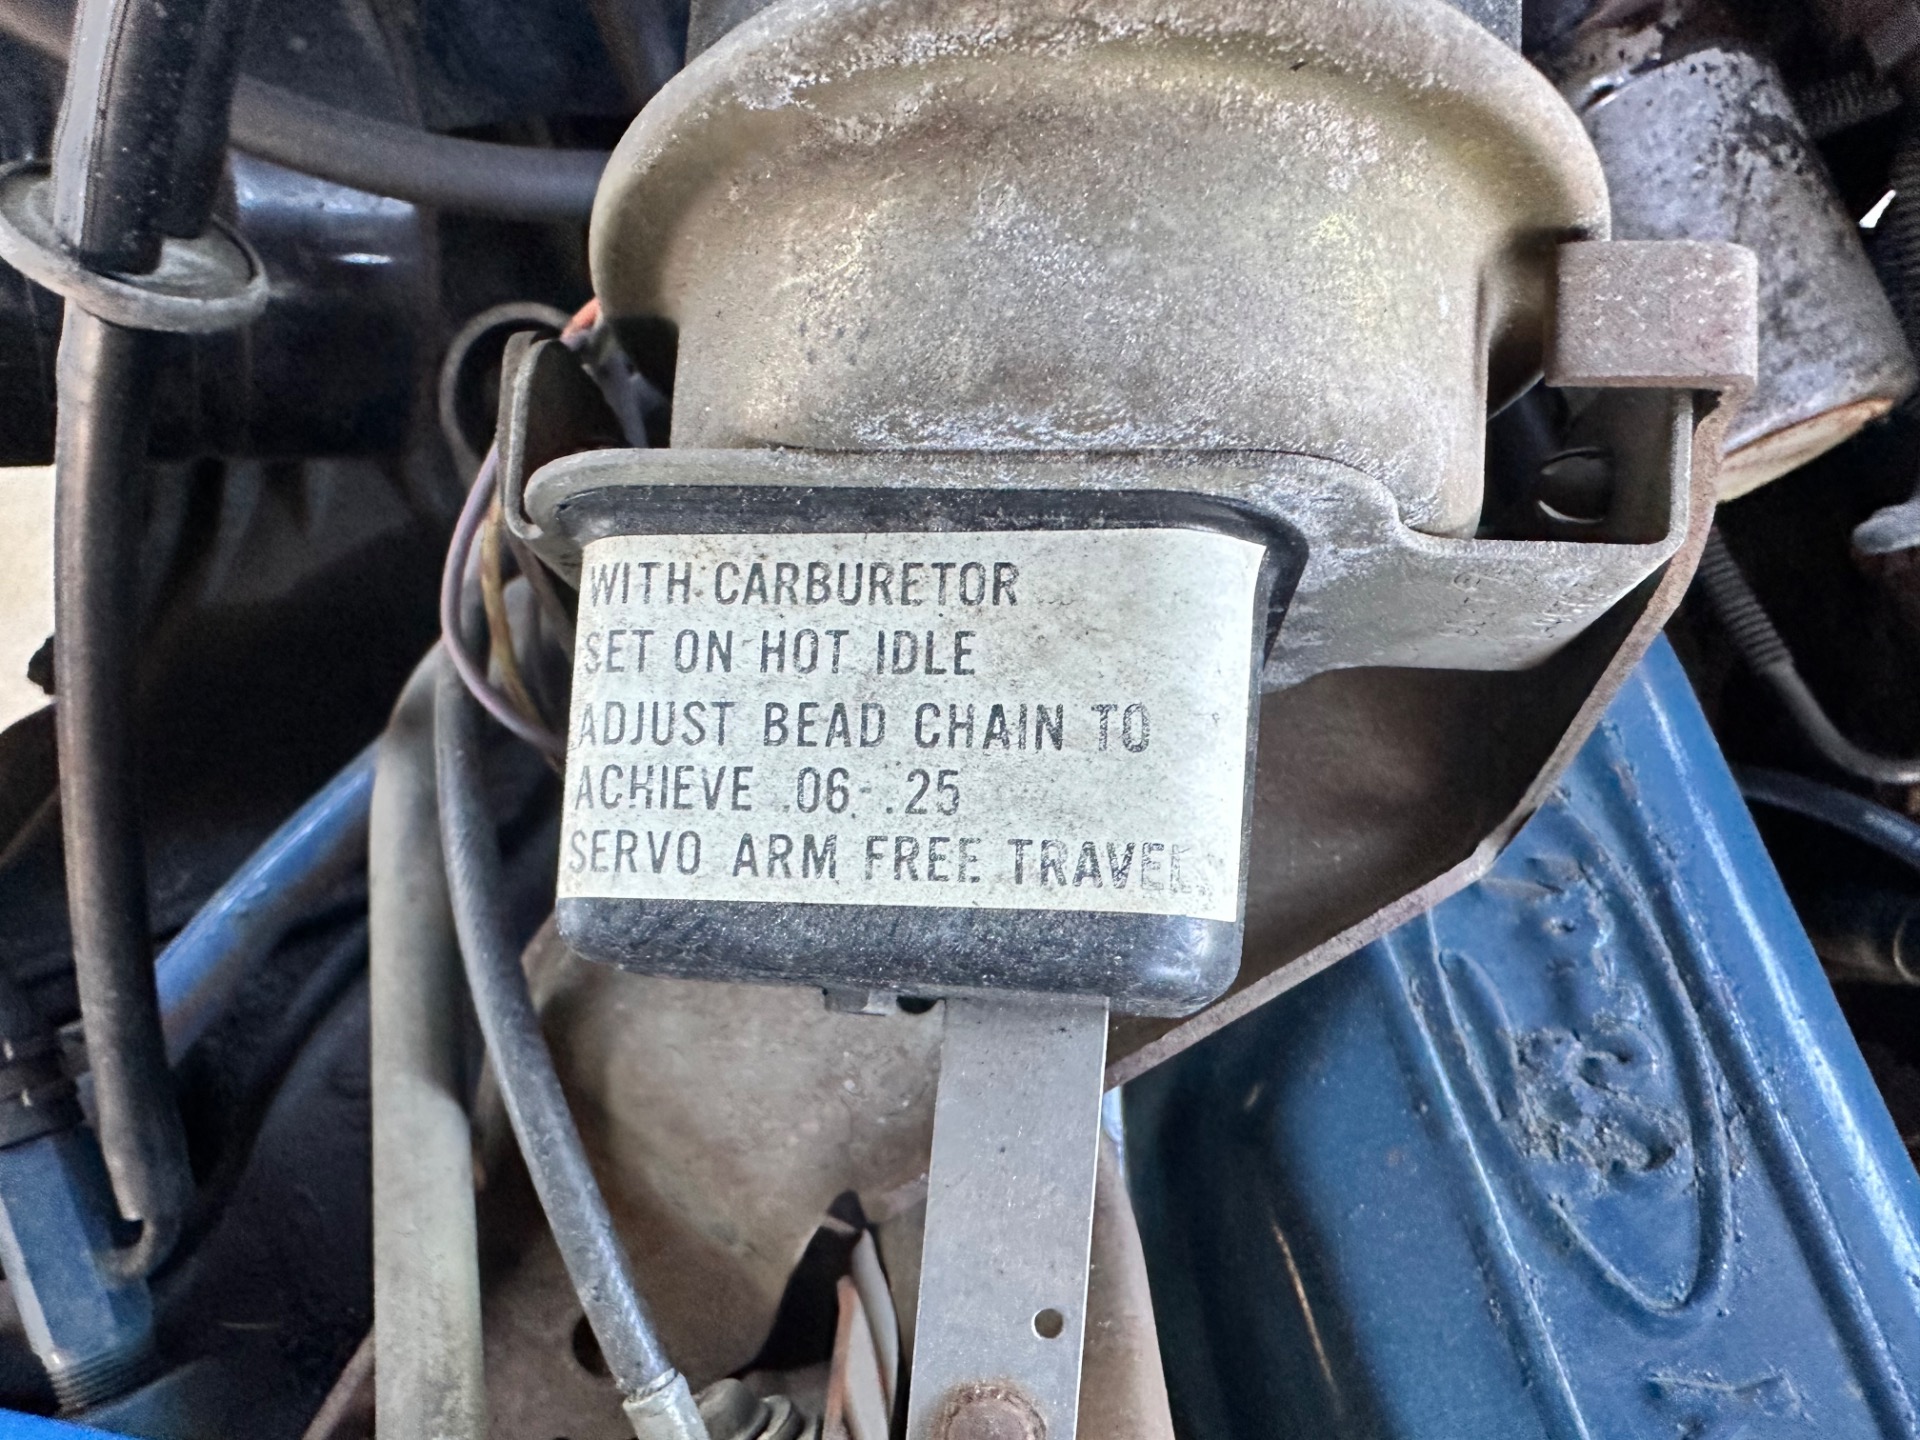 WITH CARBURETOR
SET ON HOT IDLE
ADJUST BEAD CHAIN TO
ACHIEVE .06 - .25
SERVO ARM FREE TRAVEL.